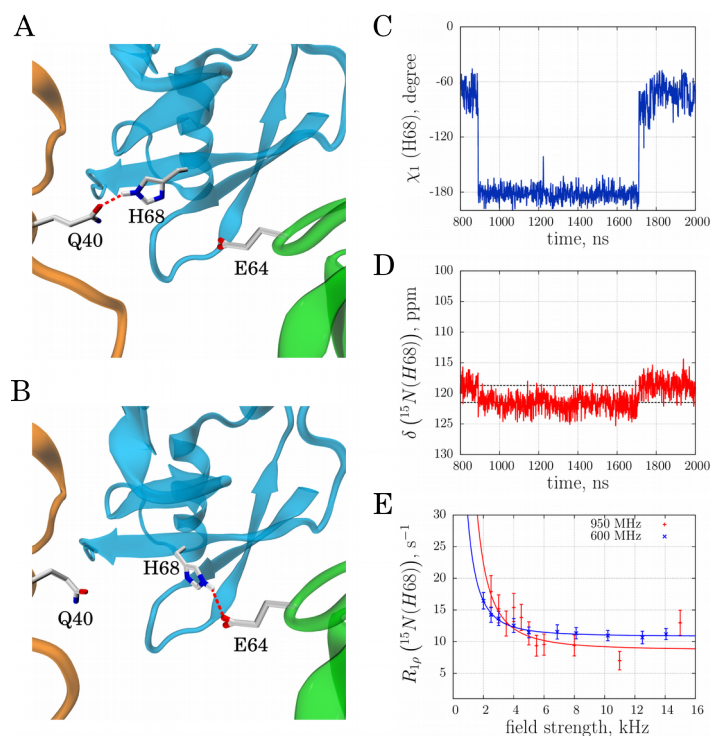 A
Q40
H68
E64
B
H68
Q40
E64
C
0
-60
-120
-180
χ1 (H68), degree
800 1000 1200 1400 1600 1800 2000
time, ns
D
100
105
110
115
120
125
130
δ (15N(H68)), ppm
800 1000 1200 1400 1600 1800 2000
time, ns
E
30
25
20
15
10
5
950 MHz
600 MHz
R1ρ (15N(H68)), s−1
0 2 4 6 8 10 12 14 16
field strength, kHz